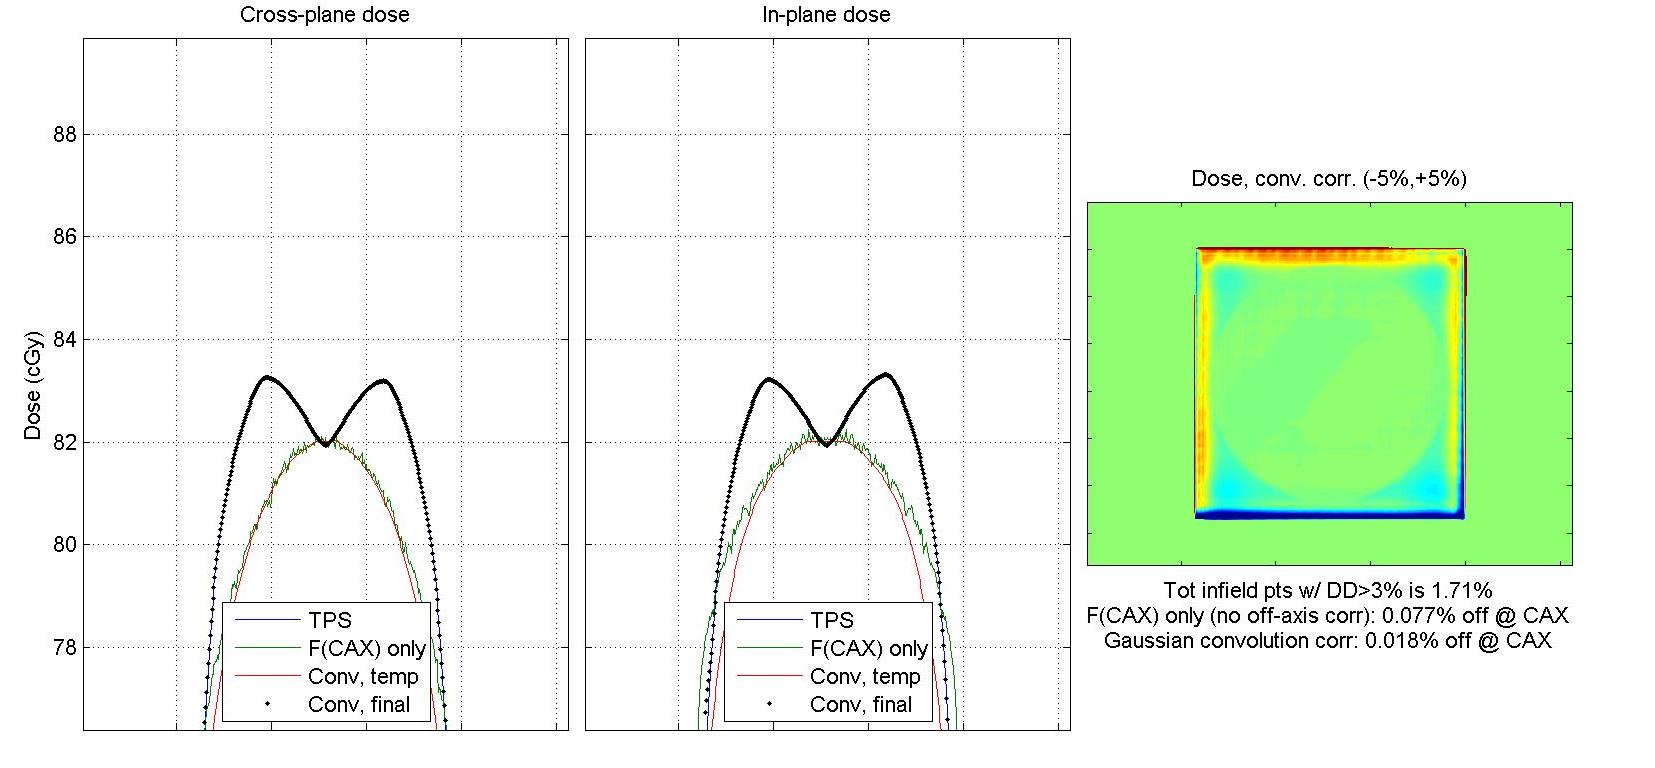 Cross-plane dose
In-plane dose
Dose (cGy)
88
86
84
82
80
78
TPS
F(CAX) only
Conv, temp
Conv, final
TPS
F(CAX) only
Conv, temp
Conv, final
Dose, conv. corr. (-5%,+5%)
Tot infield pts w/ DD>3% is 1.71%
F(CAX) only (no off-axis corr): 0.077% off @ CAX
Gaussian convolution corr: 0.018% off @ CAX